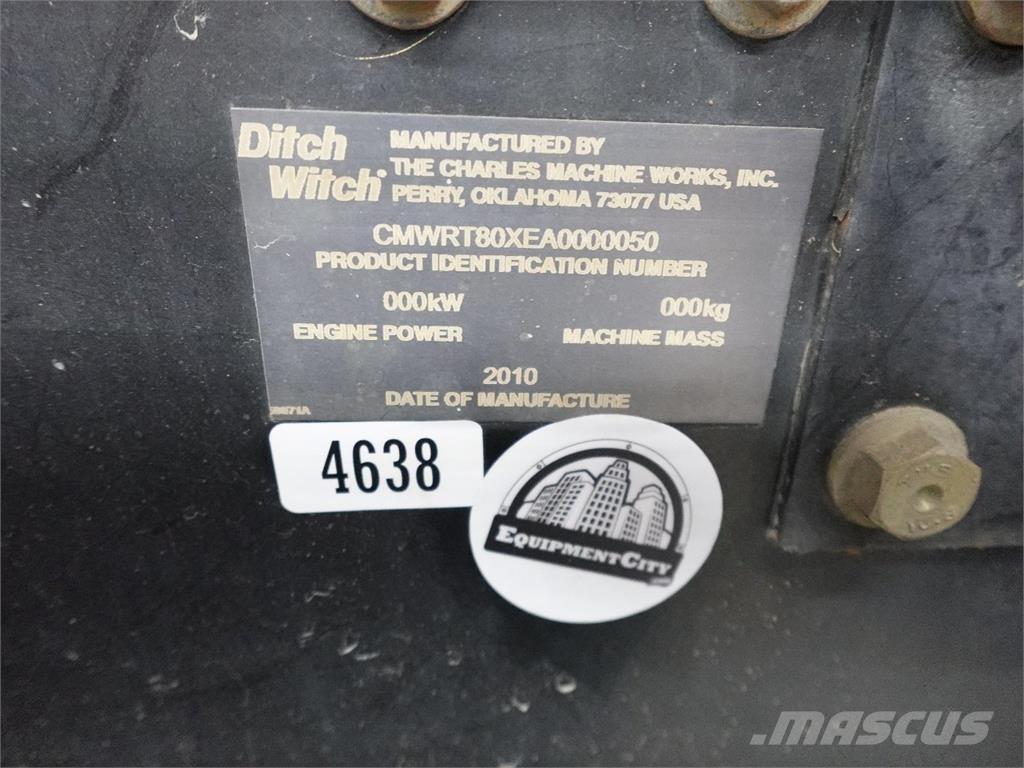 Ditch Witch®
MANUFACTURED BY
THE CHARLES MACHINE WORKS, INC.
PERRY, OKLAHOMA 73077 USA
CMWRT80XEA0000050
PRODUCT IDENTIFICATION NUMBER
000kW
000kg
ENGINE POWER
MACHINE MASS
2010
DATE OF MANUFACTURE
4638
EQUIPMENTCITY
MASCUS